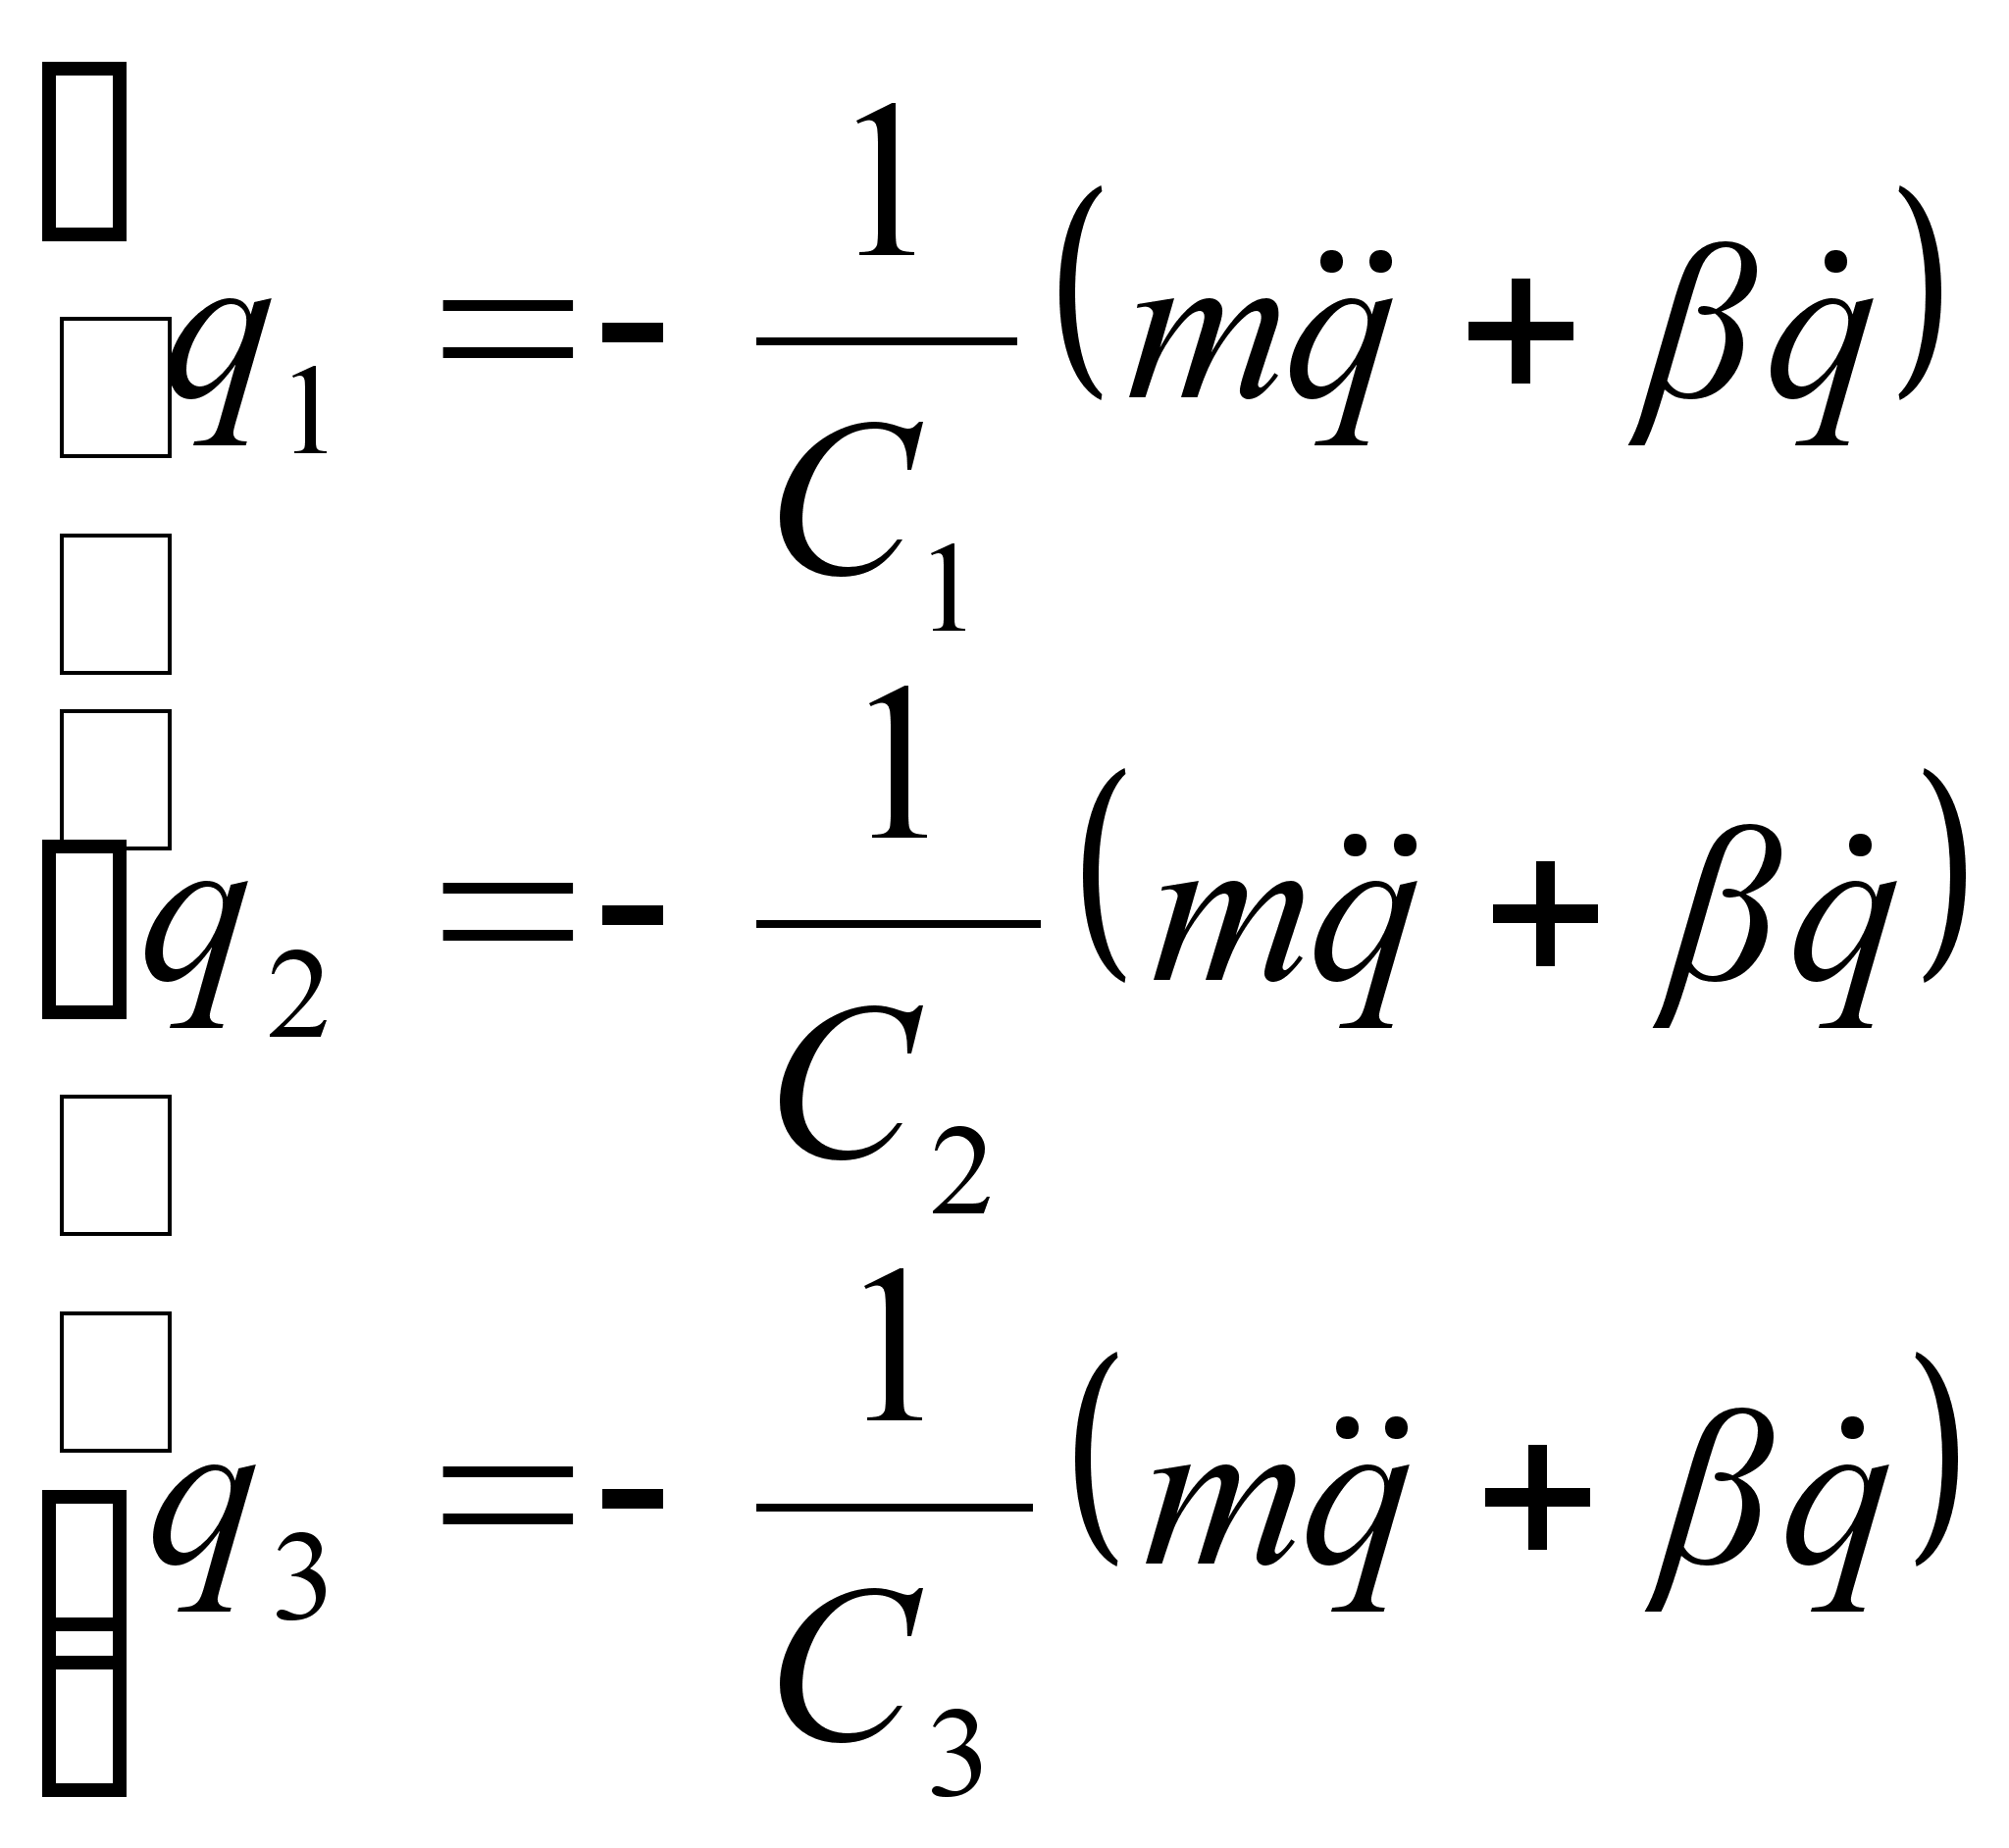 q₁ = - 1/C₁ (mq̈ + βq̇)
q₂ = - 1/C₂ (mq̈ + βq̇)
q₃ = - 1/C₃ (mq̈ + βq̇)